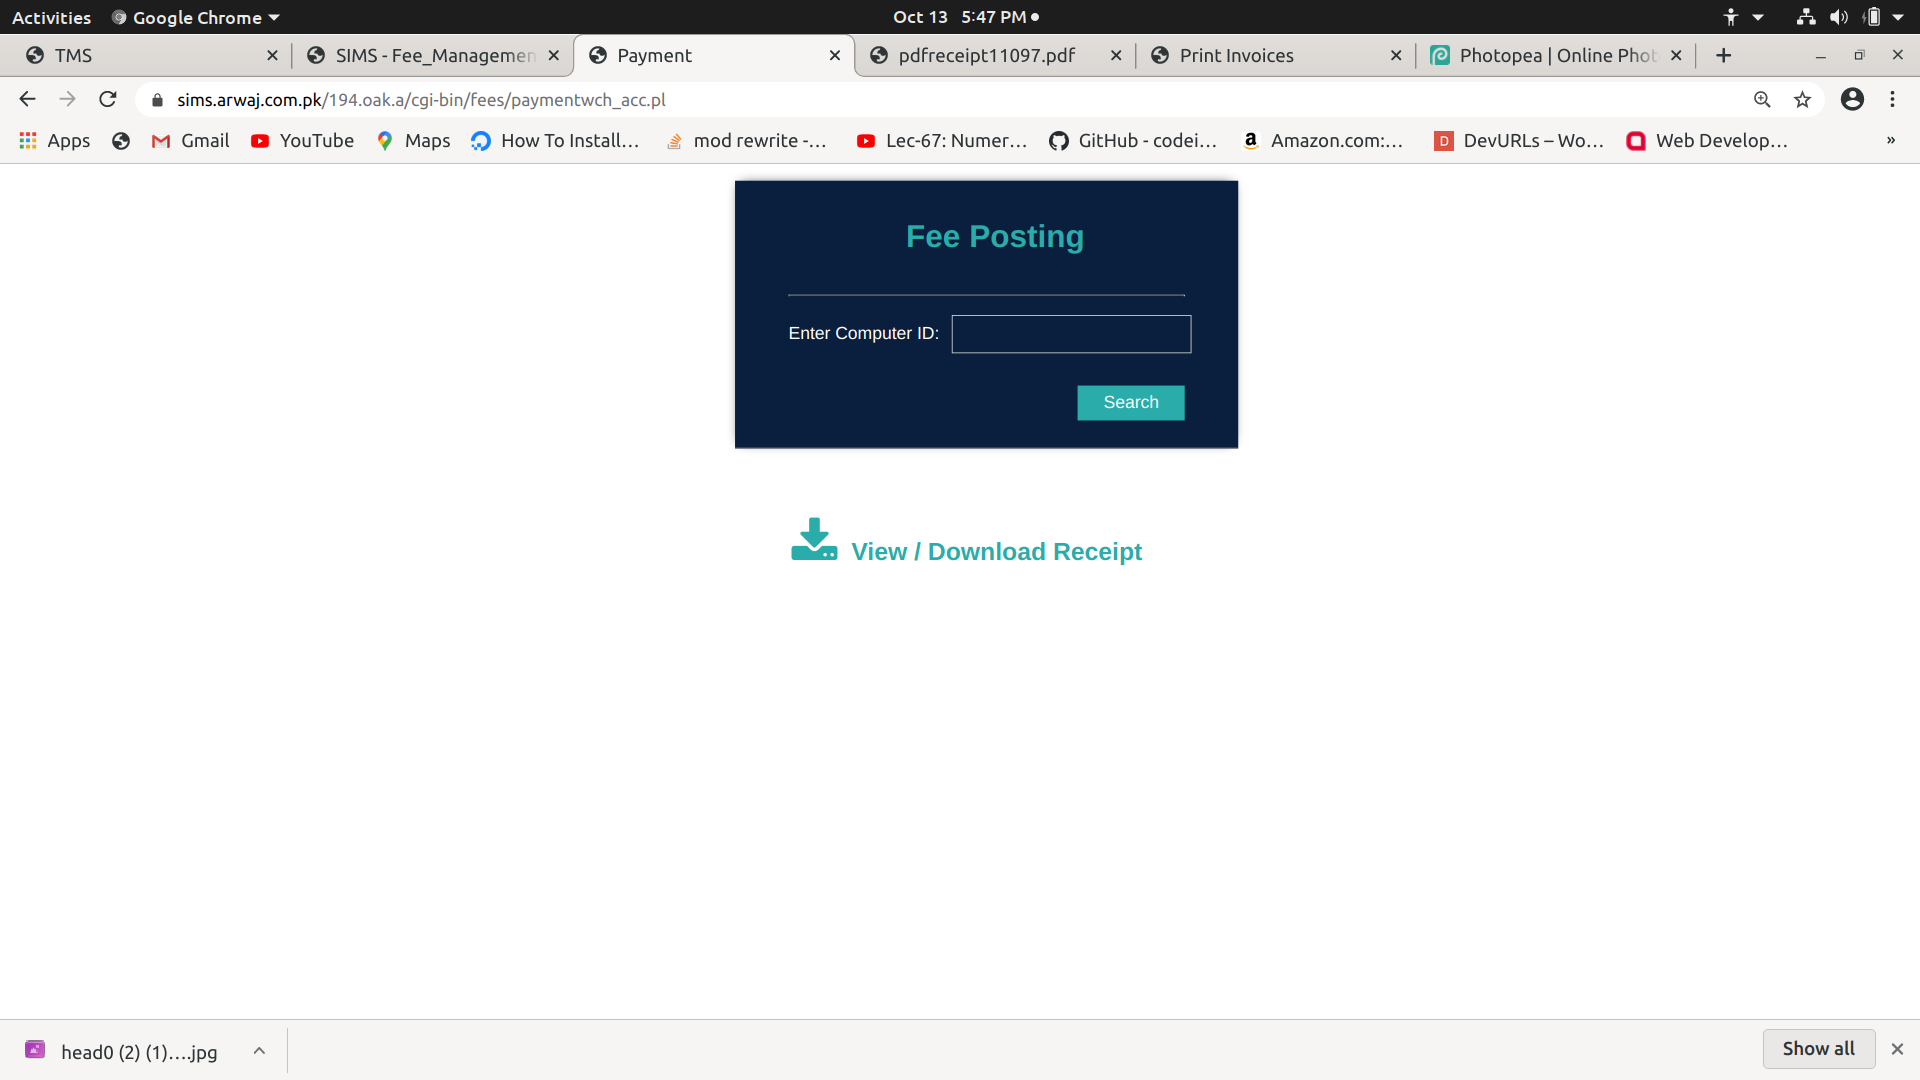 Activities Google Chrome Oct 13 5:47 PM
TMS SIMS - Fee_Managemen Payment pdfreceipt11097.pdf Print Invoices Photopea | Online Phot
sims.arwaj.com.pk/194.oak.a/cgi-bin/fees/paymentwch_acc.pl
Apps Gmail YouTube Maps How To Install... mod rewrite -... Lec-67: Numer... GitHub - codei... Amazon.com:... DevURLs – Wo... Web Develop... »
Fee Posting
Enter Computer ID:
Search
View / Download Receipt
head0 (2) (1)....jpg Show all